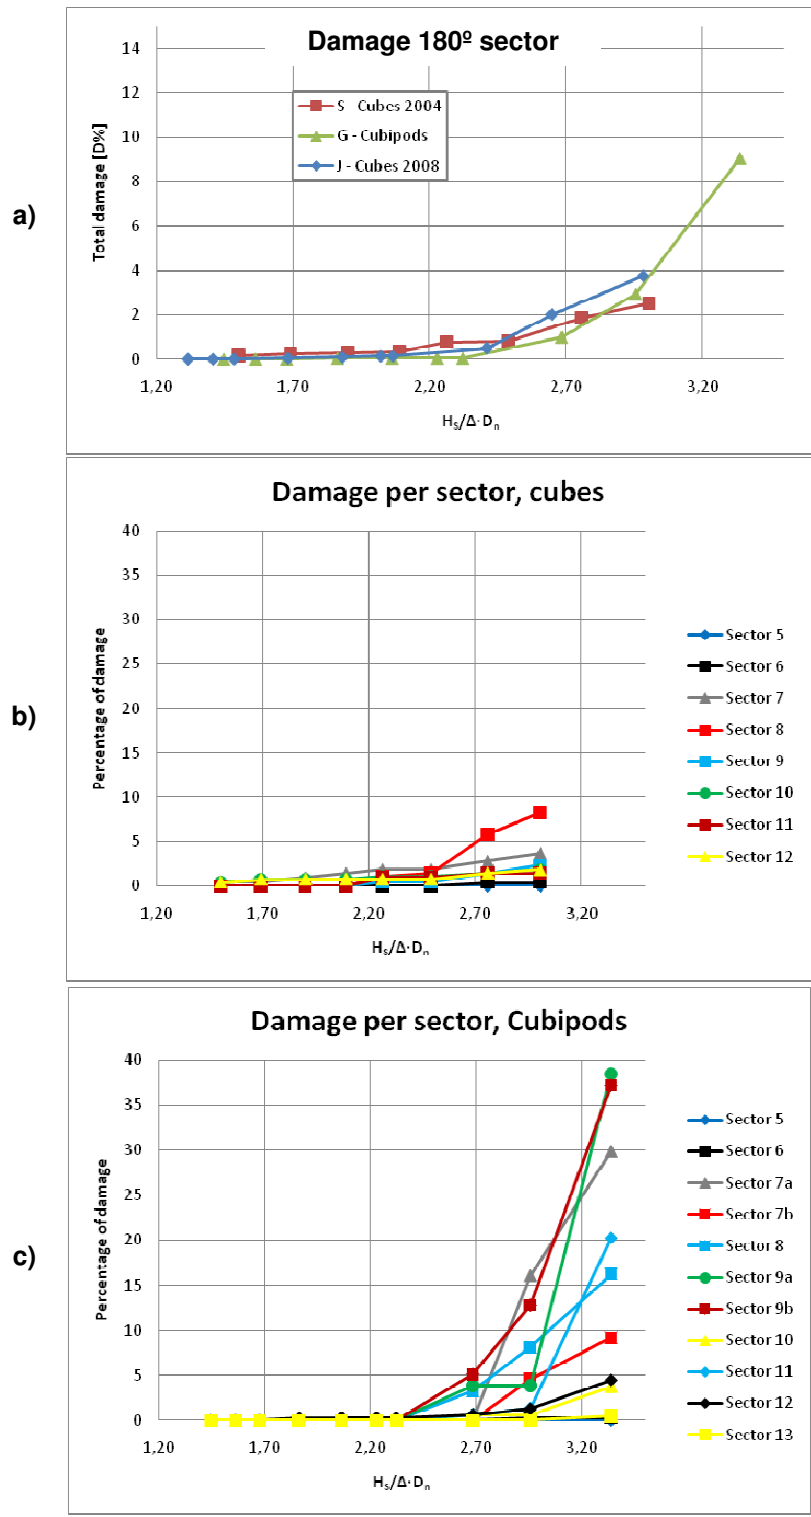 a)
Damage 180º sector
Total damage [D%]
14
12
10
8
6
4
2
0
S - Cubes 2004
G - Cubipods
J - Cubes 2008
1,20 1,70 2,20 2,70 3,20
Hs/Δ·Dn
b)
Damage per sector, cubes
Percentage of damage
40
35
30
25
20
15
10
5
0
1,20 1,70 2,20 2,70 3,20
Hs/Δ·Dn
Sector 5
Sector 6
Sector 7
Sector 8
Sector 9
Sector 10
Sector 11
Sector 12
c)
Damage per sector, Cubipods
Percentage of damage
40
35
30
25
20
15
10
5
0
1,20 1,70 2,20 2,70 3,20
Hs/Δ·Dn
Sector 5
Sector 6
Sector 7a
Sector 7b
Sector 8
Sector 9a
Sector 9b
Sector 10
Sector 11
Sector 12
Sector 13